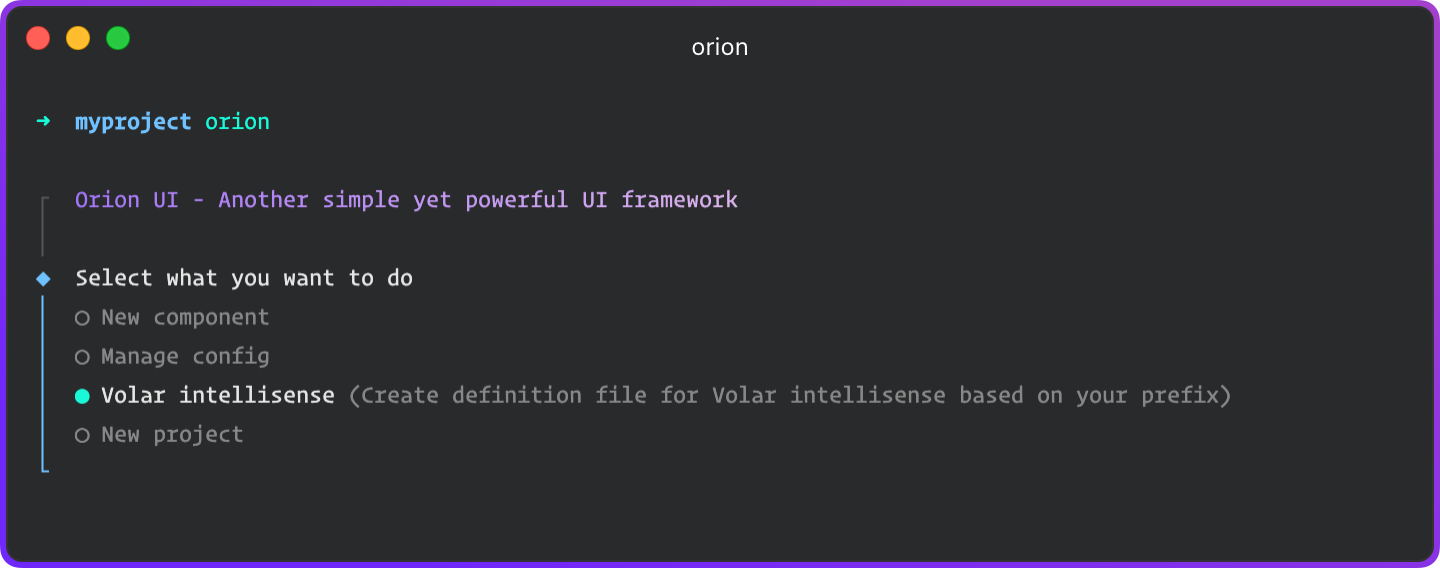 orion
➜ myproject orion
Orion UI - Another simple yet powerful UI framework
Select what you want to do
New component
Manage config
Volar intellisense (Create definition file for Volar intellisense based on your prefix)
New project